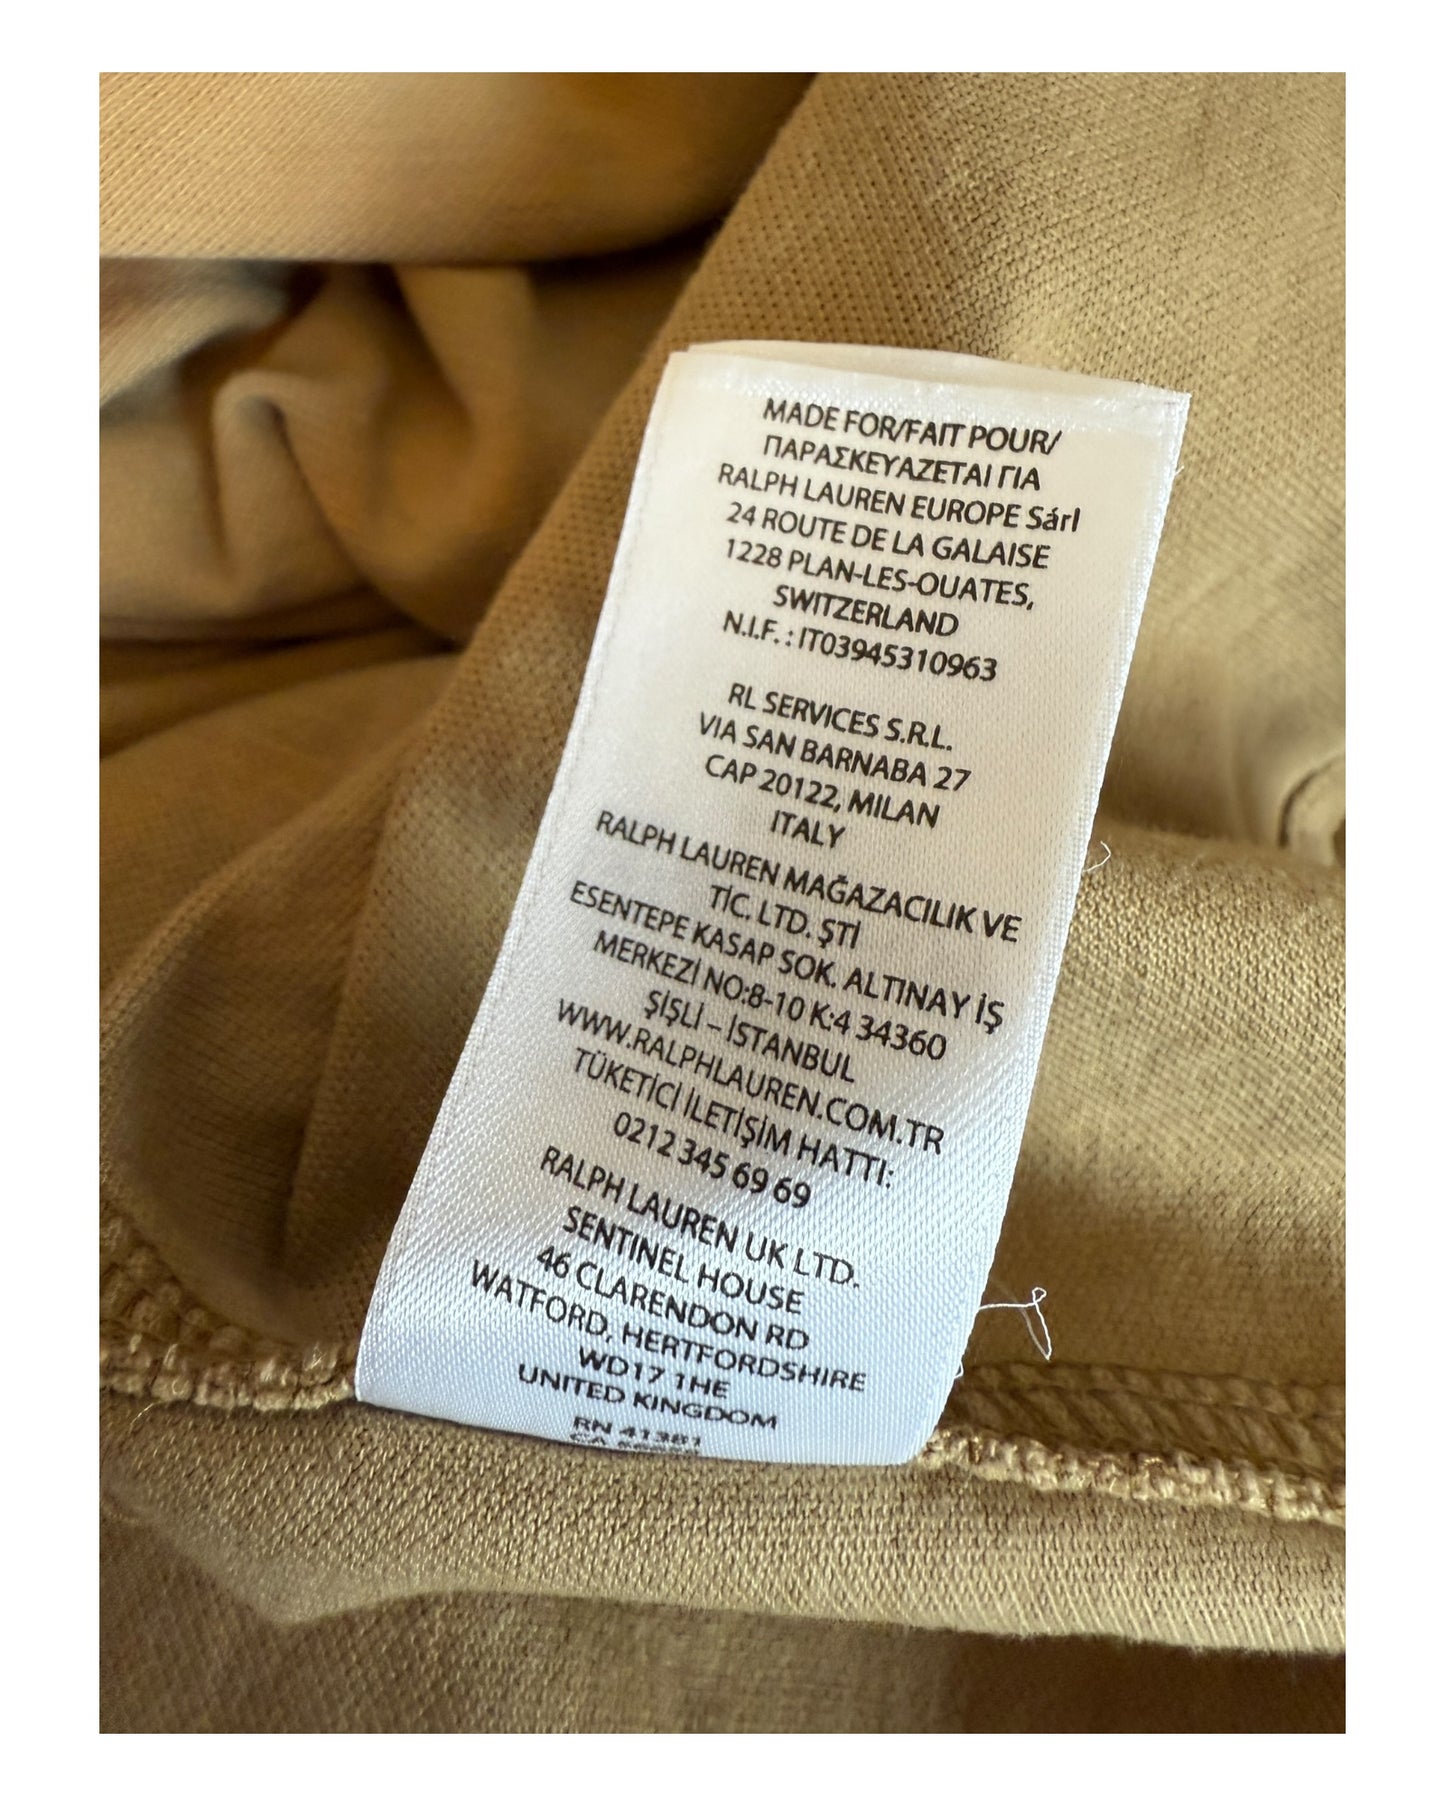 MADE FOR/FAIT POUR/
ΠΑΡΑΣΚΕΥΑΖΕΤΑΙ ΓΙΑ
RALPH LAUREN EUROPE Sárl
24 ROUTE DE LA GALAISE
1228 PLAN-LES-OUATES,
SWITZERLAND
N.I.F. : IT03945310963
RL SERVICES S.R.L.
VIA SAN BARNABA 27
CAP 20122, MILAN
ITALY
RALPH LAUREN MAĞAZACILIK VE
TİC. LTD. ŞTİ
ESENTEPE KASAP SOK. ALTINAY İŞ
MERKEZİ NO:8-10 K:4 34360
ŞİŞLİ – İSTANBUL
WWW.RALPHLAUREN.COM.TR
TÜKETİCİ İLETİŞİM HATTI:
0212 345 69 69
RALPH LAUREN UK LTD.
SENTINEL HOUSE
46 CLARENDON RD
WATFORD, HERTFORDSHIRE
WD17 1HE
UNITED KINGDOM
RN 41381
CA